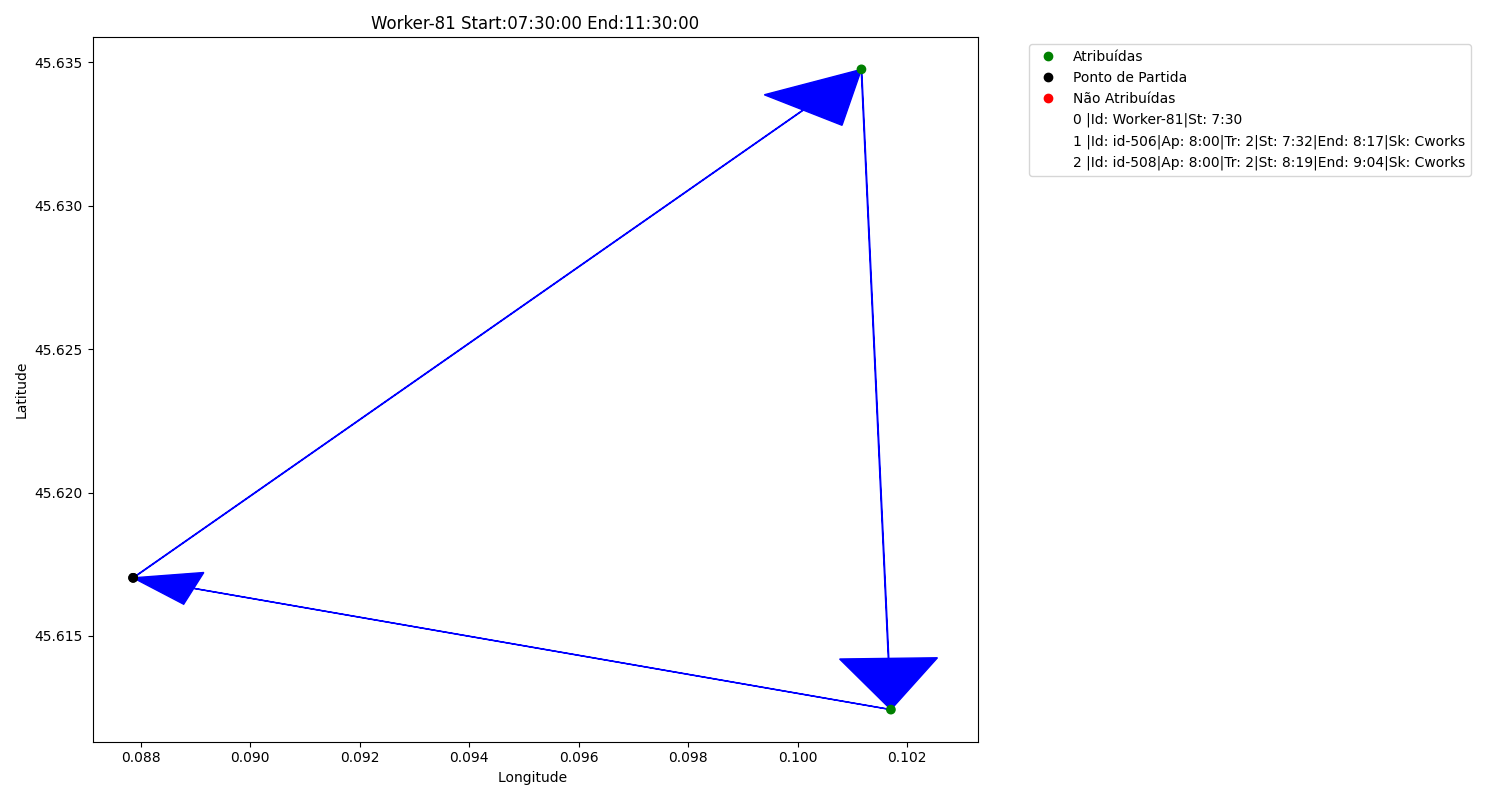 Worker-81 Start:07:30:00 End:11:30:00
45.635
45.630
45.625
45.620
45.615
Latitude
0.088 0.090 0.092 0.094 0.096 0.098 0.100 0.102
Longitude
Atribuídas
Ponto de Partida
Não Atribuídas
0 |Id: Worker-81|St: 7:30
1 |Id: id-506|Ap: 8:00|Tr: 2|St: 7:32|End: 8:17|Sk: Cworks
2 |Id: id-508|Ap: 8:00|Tr: 2|St: 8:19|End: 9:04|Sk: Cworks